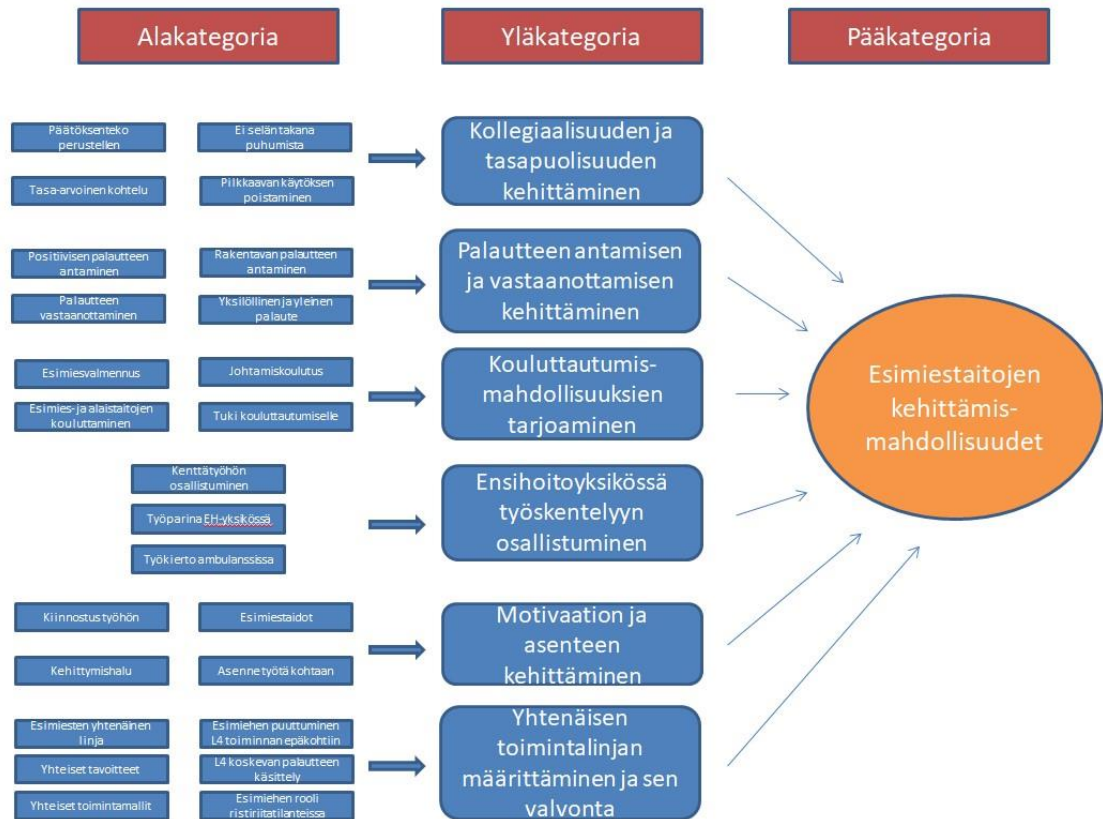 Alakategoria
Yläkategoria
Pääkategoria
Päätöksenteko
perustellen
Ei selän takana
puhumista
Tasa-arvoinen kohtelu
Pilkkaavan käytöksen
poistaminen
Kollegiaalisuuden ja
tasapuolisuuden
kehittäminen
Positiivisen palautteen
antaminen
Rakentavan palautteen
antaminen
Palautteen
vastaanottaminen
Yksilöllinen ja yleinen
palaute
Palautteen antamisen
ja vastaanottamisen
kehittäminen
Esimiesvalmennus
Johtamiskoulutus
Esimies- ja alaistaitojen
kouluttaminen
Tuki kouluttautumiselle
Kouluttautumis-
mahdollisuuksien
tarjoaminen
Kenttätyöhön
osallistuminen
Työparina EH-yksikössä
Työkierto ambulanssissa
Ensihoitoyksikössä
työskentelyyn
osallistuminen
Kiinnostus työhön
Esimiestaidot
Kehittymishalu
Asenne työtä kohtaan
Motivaation ja
asenteen
kehittäminen
Esimiesten yhtenäinen
linja
Esimiehen puuttuminen
L4 toiminnan epäkohtiin
Yhteiset tavoitteet
L4 koskevan palautteen
käsittely
Yhteiset toimintamallit
Esimiehen rooli
ristiriitatilanteissa
Yhtenäisen
toimintalinjan
määrittäminen ja sen
valvonta
Esimiestaitojen
kehittämis-
mahdollisuudet